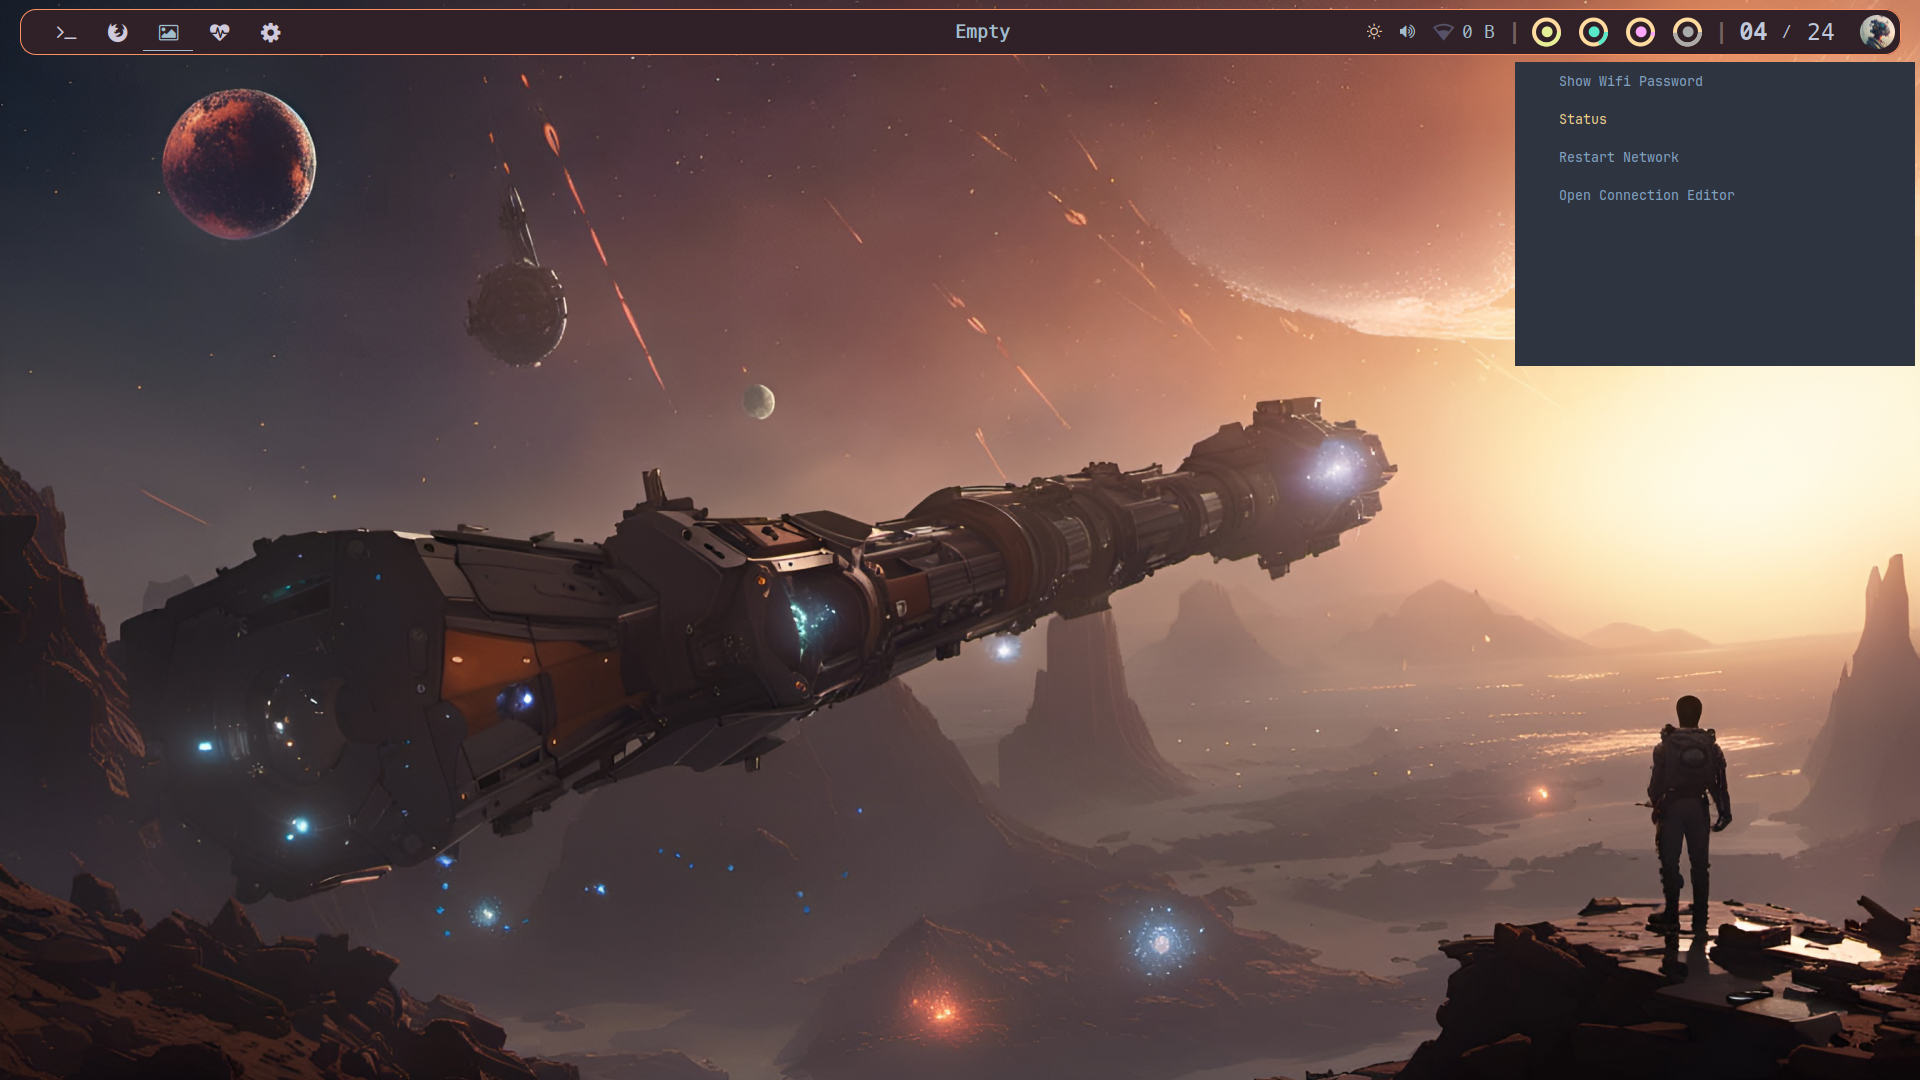 Empty
0 B | | 04 / 24
Show Wifi Password
Status
Restart Network
Open Connection Editor